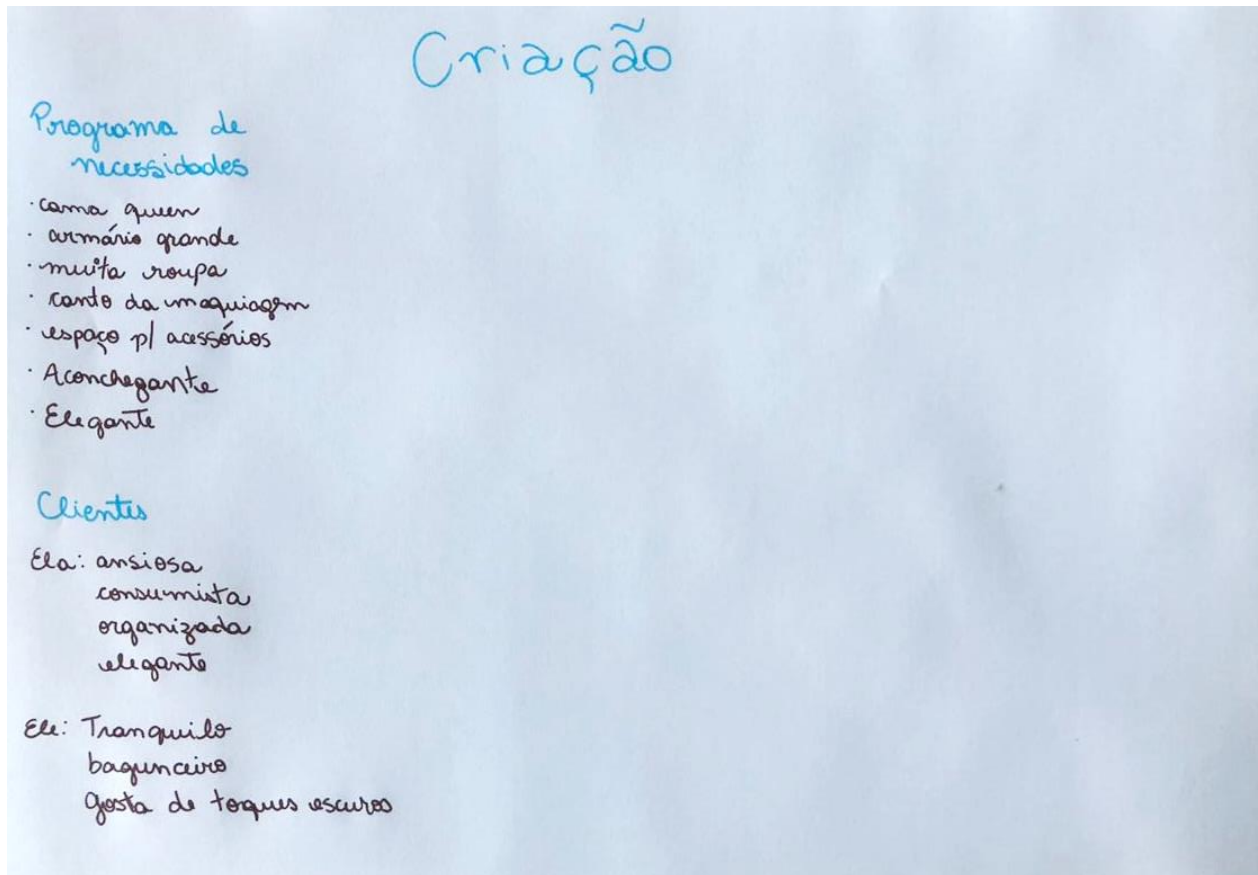 Criação
Programa de
necessidades
· cama quen
· armário grande
· muita roupa
· canto da maquiagem
· espaço p/ acessórios
· Aconchegante
· Elegante
Clientes
Ela: ansiosa
consumista
organizada
elegante
Ele: Tranquilo
bagunceiro
gosta de toques escuros